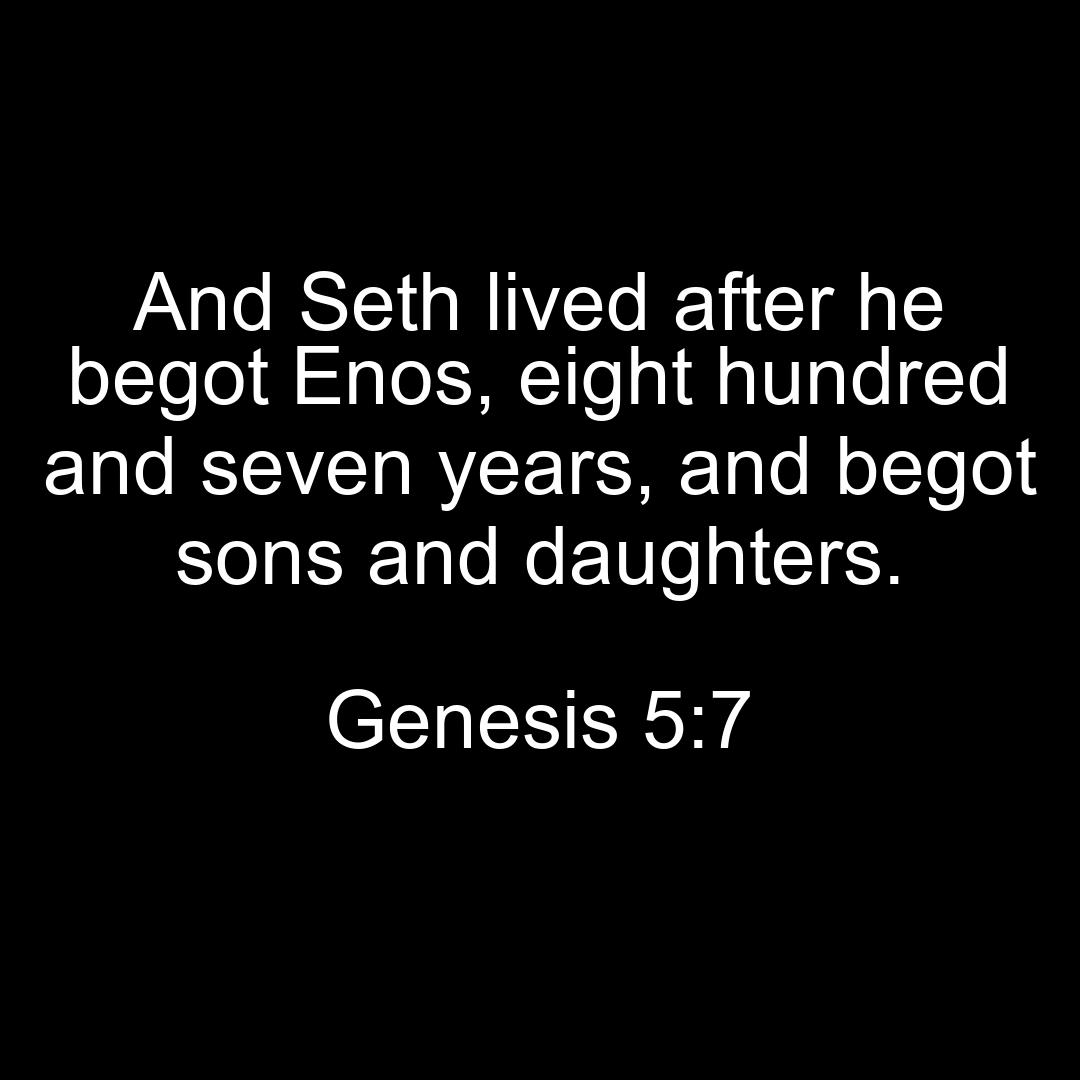 And Seth lived after he
begot Enos, eight hundred
and seven years, and begot
sons and daughters.
Genesis 5:7